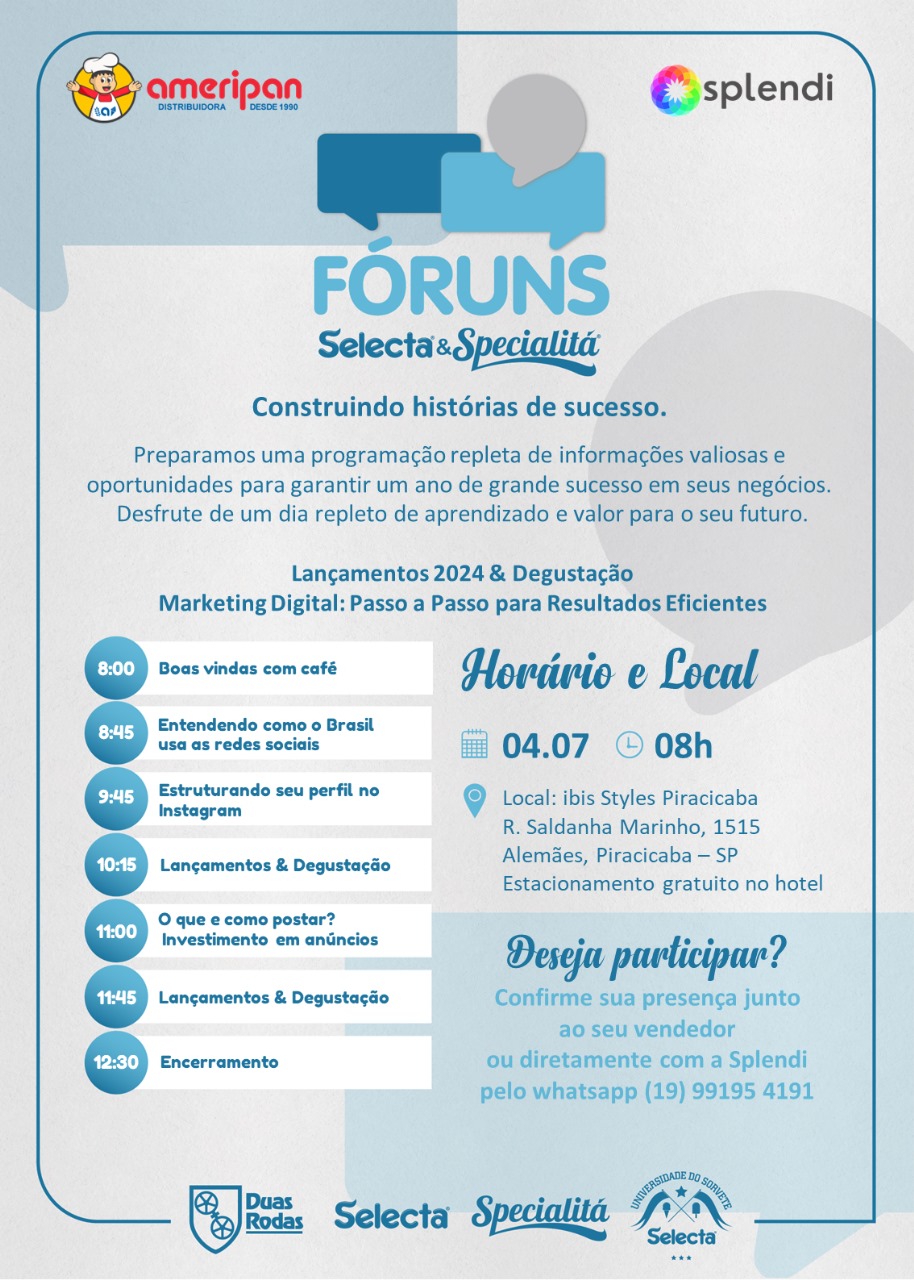 ameripan
DISTRIBUIDORA DESDE 1990
splendi
FÓRUNS
Selecta & Specialitá
Construindo histórias de sucesso.
Preparamos uma programação repleta de informações valiosas e
oportunidades para garantir um ano de grande sucesso em seus negócios.
Desfrute de um dia repleto de aprendizado e valor para o seu futuro.
Lançamentos 2024 & Degustação
Marketing Digital: Passo a Passo para Resultados Eficientes
8:00 Boas vindas com café
8:45 Entendendo como o Brasil
usa as redes sociais
9:45 Estruturando seu perfil no
Instagram
10:15 Lançamentos & Degustação
11:00 O que e como postar?
Investimento em anúncios
11:45 Lançamentos & Degustação
12:30 Encerramento
Horário e Local
04.07 08h
Local: ibis Styles Piracicaba
R. Saldanha Marinho, 1515
Alemães, Piracicaba – SP
Estacionamento gratuito no hotel
Deseja participar?
Confirme sua presença junto
ao seu vendedor
ou diretamente com a Splendi
pelo whatsapp (19) 99195 4191
Duas
Rodas
Selecta
Specialitá
UNIVERSIDADE DO SORVETE
Selecta